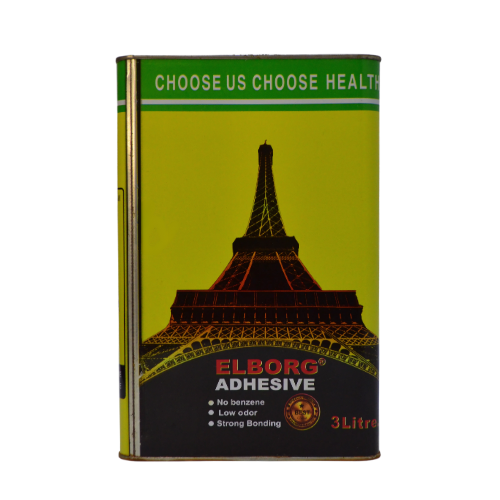 CHOOSE US CHOOSE HEALTH
ELBORG®
ADHESIVE
No benzene
Low odor
Strong Bonding
3Litre